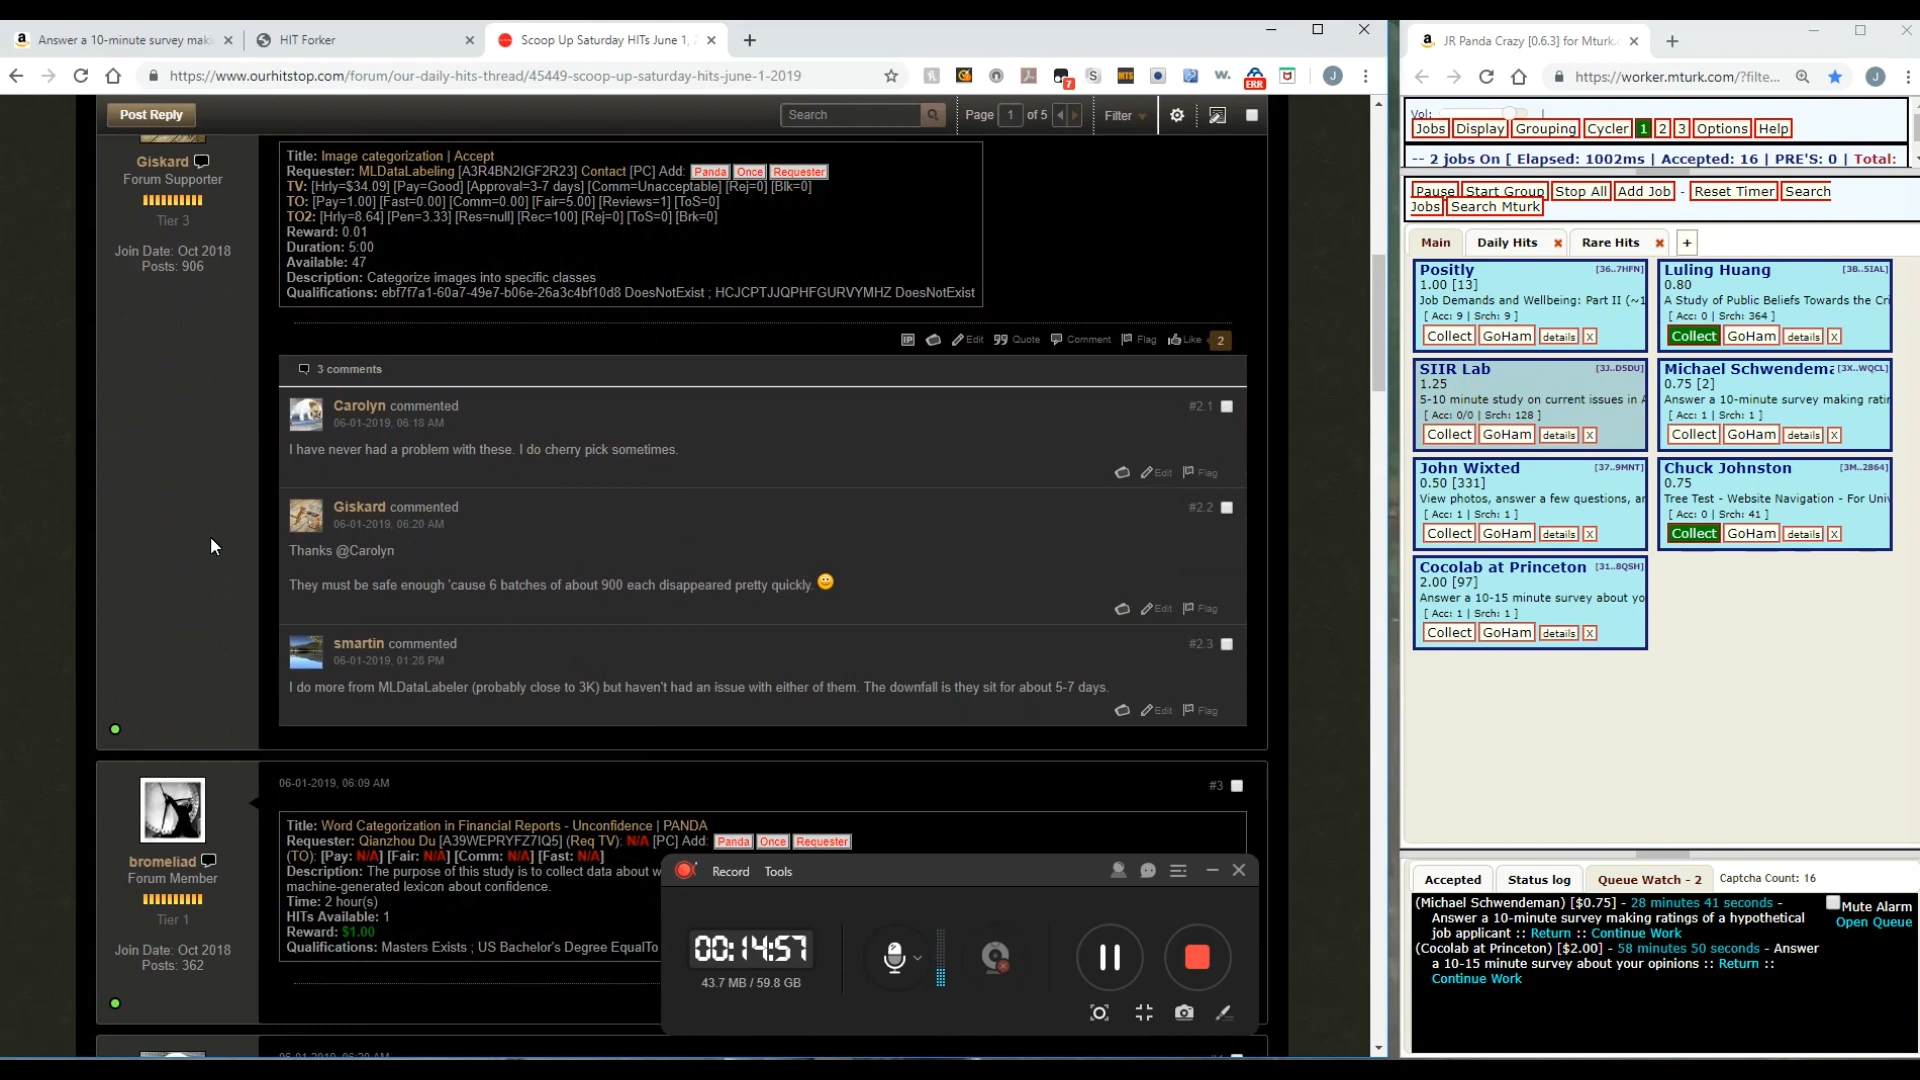 Answer a 10-minute survey maki
HIT Forker
Scoop Up Saturday HITs June 1, 2
JR Panda Crazy [0.6.3] for Mturk.c
https://www.ourhitstop.com/forum/our-daily-hits-thread/45449-scoop-up-saturday-hits-june-1-2019
7
S
MTS
W.
ERR
J
https://worker.mturk.com/?filte...
J
Post Reply
Search
Page 1 of 5
Filter
Giskard
Forum Supporter
Tier 3
Join Date: Oct 2018
Posts: 906
Title: Image categorization | Accept
Requester: MLDataLabeling [A3R4BN2IGF2R23] Contact [PC] Add: Panda Once Requester
TV: [Hrly=$34.09] [Pay=Good] [Approval=3-7 days] [Comm=Unacceptable] [Rej=0] [Blk=0]
TO: [Pay=1.00] [Fast=0.00] [Comm=0.00] [Fair=5.00] [Reviews=1] [ToS=0]
TO2: [Hrly=8.64] [Pen=3.33] [Res=null] [Rec=100] [Rej=0] [ToS=0] [Brk=0]
Reward: 0.01
Duration: 5:00
Available: 47
Description: Categorize images into specific classes
Qualifications: ebf7f7a1-60a7-49e7-b06e-26a3c4bf10d8 DoesNotExist ; HCJCPTJJQPHFGURVYMHZ DoesNotExist
IP Edit Quote Comment Flag Like 2
3 comments
Carolyn commented
06-01-2019, 06:18 AM
#2.1
I have never had a problem with these. I do cherry pick sometimes.
Edit Flag
Giskard commented
06-01-2019, 06:20 AM
#2.2
Thanks @Carolyn
They must be safe enough 'cause 6 batches of about 900 each disappeared pretty quickly.
Edit Flag
smartin commented
06-01-2019, 01:28 PM
#2.3
I do more from MLDataLabeler (probably close to 3K) but haven't had an issue with either of them. The downfall is they sit for about 5-7 days.
Edit Flag
bromeliad
Forum Member
Tier 1
Join Date: Oct 2018
Posts: 362
06-01-2019, 06:09 AM
#3
Title: Word Categorization in Financial Reports - Unconfidence | PANDA
Requester: Qianzhou Du [A39WEPRYFZ7IQ5] (Req TV): N/A [PC] Add: Panda Once Requester
(TO): [Pay: N/A] [Fair: N/A] [Comm: N/A] [Fast: N/A]
Description: The purpose of this study is to collect data about w
machine-generated lexicon about confidence.
Time: 2 hour(s)
HITs Available: 1
Reward: $1.00
Qualifications: Masters Exists ; US Bachelor's Degree EqualTo
Record Tools
00:14:57
43.7 MB / 59.8 GB
Vol:
Jobs Display Grouping Cycler 1 2 3 Options Help
-- 2 jobs On [ Elapsed: 1002ms | Accepted: 16 | PRE'S: 0 | Total:
Pause Start Group Stop All Add Job - Reset Timer Search
Jobs Search Mturk
Main Daily Hits x Rare Hits x +
Positly [36..7HFN]
1.00 [13]
Job Demands and Wellbeing: Part II (~1
[ Acc: 9 | Srch: 9 ]
Collect GoHam details X
Luling Huang [3B..5IAL]
0.80
A Study of Public Beliefs Towards the Cri
[ Acc: 0 | Srch: 364 ]
Collect GoHam details X
SIIR Lab [3J..D5DU]
1.25
5-10 minute study on current issues in A
[ Acc: 0/0 | Srch: 128 ]
Collect GoHam details X
Michael Schwendema [3X..WQCL]
0.75 [2]
Answer a 10-minute survey making ratir
[ Acc: 1 | Srch: 1 ]
Collect GoHam details X
John Wixted [37..9MNT]
0.50 [331]
View photos, answer a few questions, ar
[ Acc: 1 | Srch: 1 ]
Collect GoHam details X
Chuck Johnston [3M..2864]
0.75
Tree Test - Website Navigation - For Univ
[ Acc: 0 | Srch: 41 ]
Collect GoHam details X
Cocolab at Princeton [31..8QSH]
2.00 [97]
Answer a 10-15 minute survey about yo
[ Acc: 1 | Srch: 1 ]
Collect GoHam details X
Accepted Status log Queue Watch - 2 Captcha Count: 16
Mute Alarm
Open Queue
(Michael Schwendeman) [$0.75] - 28 minutes 41 seconds -
Answer a 10-minute survey making ratings of a hypothetical
job applicant :: Return :: Continue Work
(Cocolab at Princeton) [$2.00] - 58 minutes 50 seconds - Answer
a 10-15 minute survey about your opinions :: Return ::
Continue Work